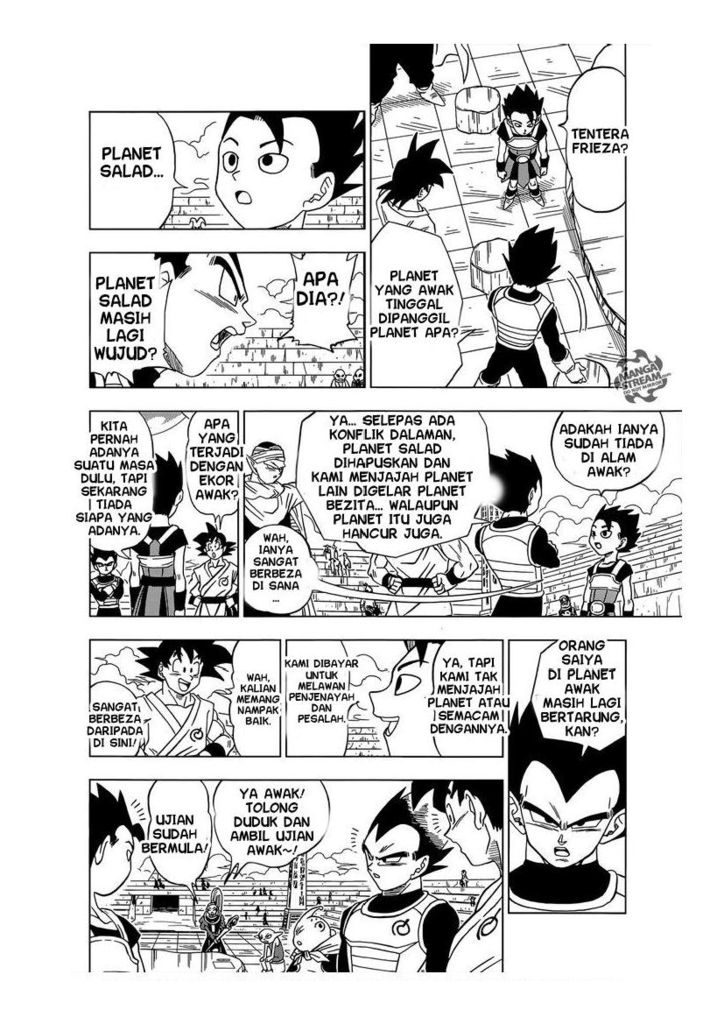 TENTERA
FRIEZA?
PLANET
YANG AWAK
TINGGAL
DIPANGGIL
PLANET APA?
PLANET
SALAD...
APA
DIA?!
PLANET
SALAD
MASIH
LAGI
WUJUD?
MANGA
STREAM.com
DO NOT MIRROR
ADAKAH IANYA
SUDAH TIADA
DI ALAM
AWAK?
YA... SELEPAS ADA
KONFLIK DALAMAN,
PLANET SALAD
DIHAPUSKAN DAN
KAMI MENJAJAH PLANET
LAIN DIGELAR PLANET
BEZITA... WALAUPUN
PLANET ITU JUGA
HANCUR JUGA.
WAH,
IANYA
SANGAT
BERBEZA
DI SANA
...
APA
YANG
TERJADI
DENGAN
EKOR
AWAK?
KITA
PERNAH
ADANYA
SUATU MASA
DULU, TAPI
SEKARANG
TIADA
SIAPA YANG
ADANYA.
ORANG
SAIYA
DI PLANET
AWAK
MASIH LAGI
BERTARUNG,
KAN?
YA, TAPI
KAMI TAK
MENJAJAH
PLANET ATAU
SEMACAM
DENGANNYA.
KAMI DIBAYAR
UNTUK
MELAWAN
PENJENAYAH
DAN
PESALAH.
WAH,
KALIAN
MEMANG
NAMPAK
BAIK.
SANGAT
BERBEZA
DARIPADA
DI SINI!
YA AWAK!
TOLONG
DUDUK DAN
AMBIL UJIAN
AWAK~!
UJIAN
SUDAH
BERMULA!